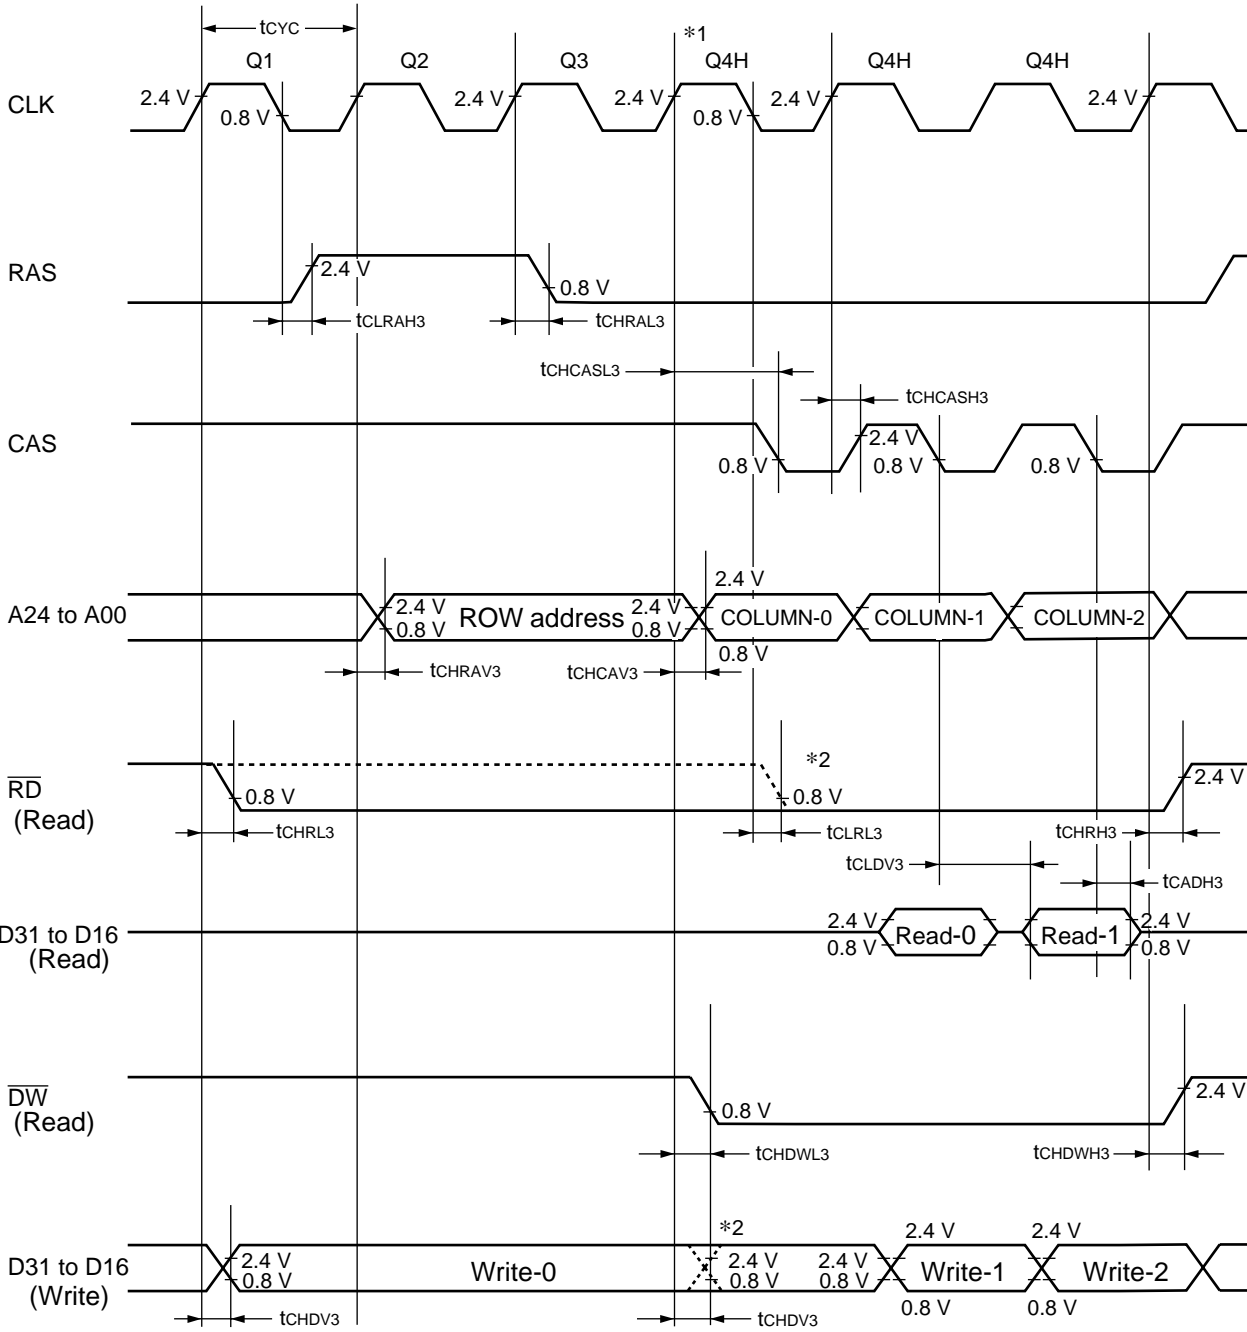 tCYC
*1
Q1 Q2 Q3 Q4H Q4H Q4H
CLK
2.4 V 0.8 V 2.4 V 2.4 V 0.8 V 2.4 V 2.4 V
RAS
2.4 V 0.8 V
tCLRAH3 tCHRAL3
tCHCASL3
tCHCASH3
CAS
0.8 V 2.4 V 0.8 V 0.8 V
2.4 V
A24 to A00
2.4 V 0.8 V ROW address 2.4 V 0.8 V COLUMN-0 COLUMN-1 COLUMN-2
0.8 V
tCHRAV3 tCHCAV3
*2
RD
(Read)
0.8 V 0.8 V 2.4 V
tCHRL3 tCLRL3 tCHRH3
tCLDV3
tCADH3
D31 to D16
(Read)
2.4 V 0.8 V Read-0 Read-1 2.4 V 0.8 V
DW
(Read)
0.8 V 2.4 V
tCHDWL3 tCHDWH3
*2
2.4 V 2.4 V
D31 to D16
(Write)
2.4 V 0.8 V Write-0 2.4 V 0.8 V 2.4 V 0.8 V Write-1 Write-2
0.8 V 0.8 V
tCHDV3 tCHDV3